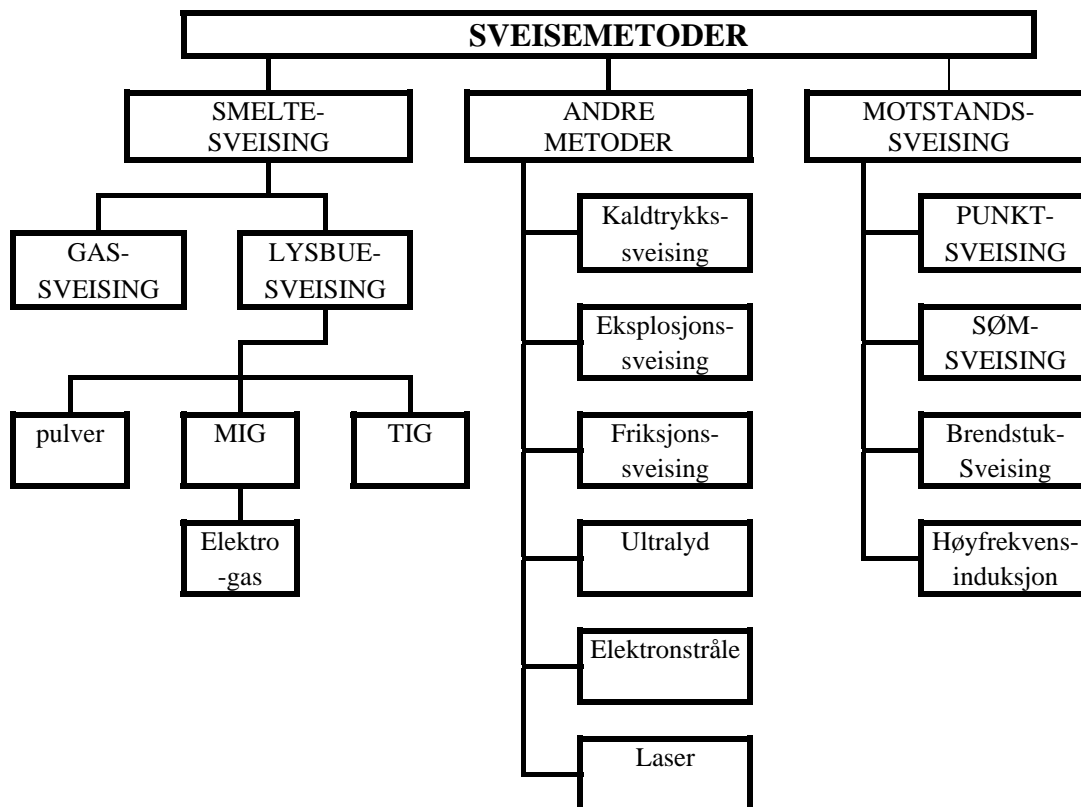 SVEISEMETODER
SMELTE-
SVEISING
ANDRE
METODER
MOTSTANDS-
SVEISING
GAS-
SVEISING
LYSBUE-
SVEISING
pulver
MIG
TIG
Elektro
-gas
Kaldtrykks-
sveising
Eksplosjons-
sveising
Friksjons-
sveising
Ultralyd
Elektronstråle
Laser
PUNKT-
SVEISING
SØM-
SVEISING
Brendstuk-
Sveising
Høyfrekvens-
induksjon